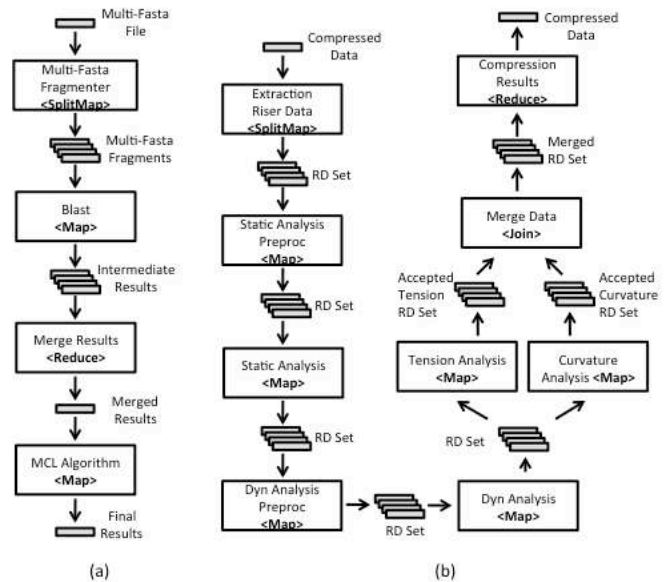 Multi-Fasta
File
Multi-Fasta
Fragmenter
<SplitMap>
Multi-Fasta
Fragments
Blast
<Map>
Intermediate
Results
Merge Results
<Reduce>
Merged
Results
MCL Algorithm
<Map>
Final
Results
(a)
Compressed
Data
Extraction
Riser Data
<SplitMap>
RD Set
Static Analysis
Preproc
<Map>
RD Set
Static Analysis
<Map>
RD Set
Dyn Analysis
Preproc
<Map>
RD Set
Dyn Analysis
<Map>
RD Set
Tension Analysis
<Map>
Curvature
Analysis <Map>
Accepted
Tension
RD Set
Accepted
Curvature
RD Set
Merge Data
<Join>
Merged
RD Set
Compression
Results
<Reduce>
Compressed
Data
(b)